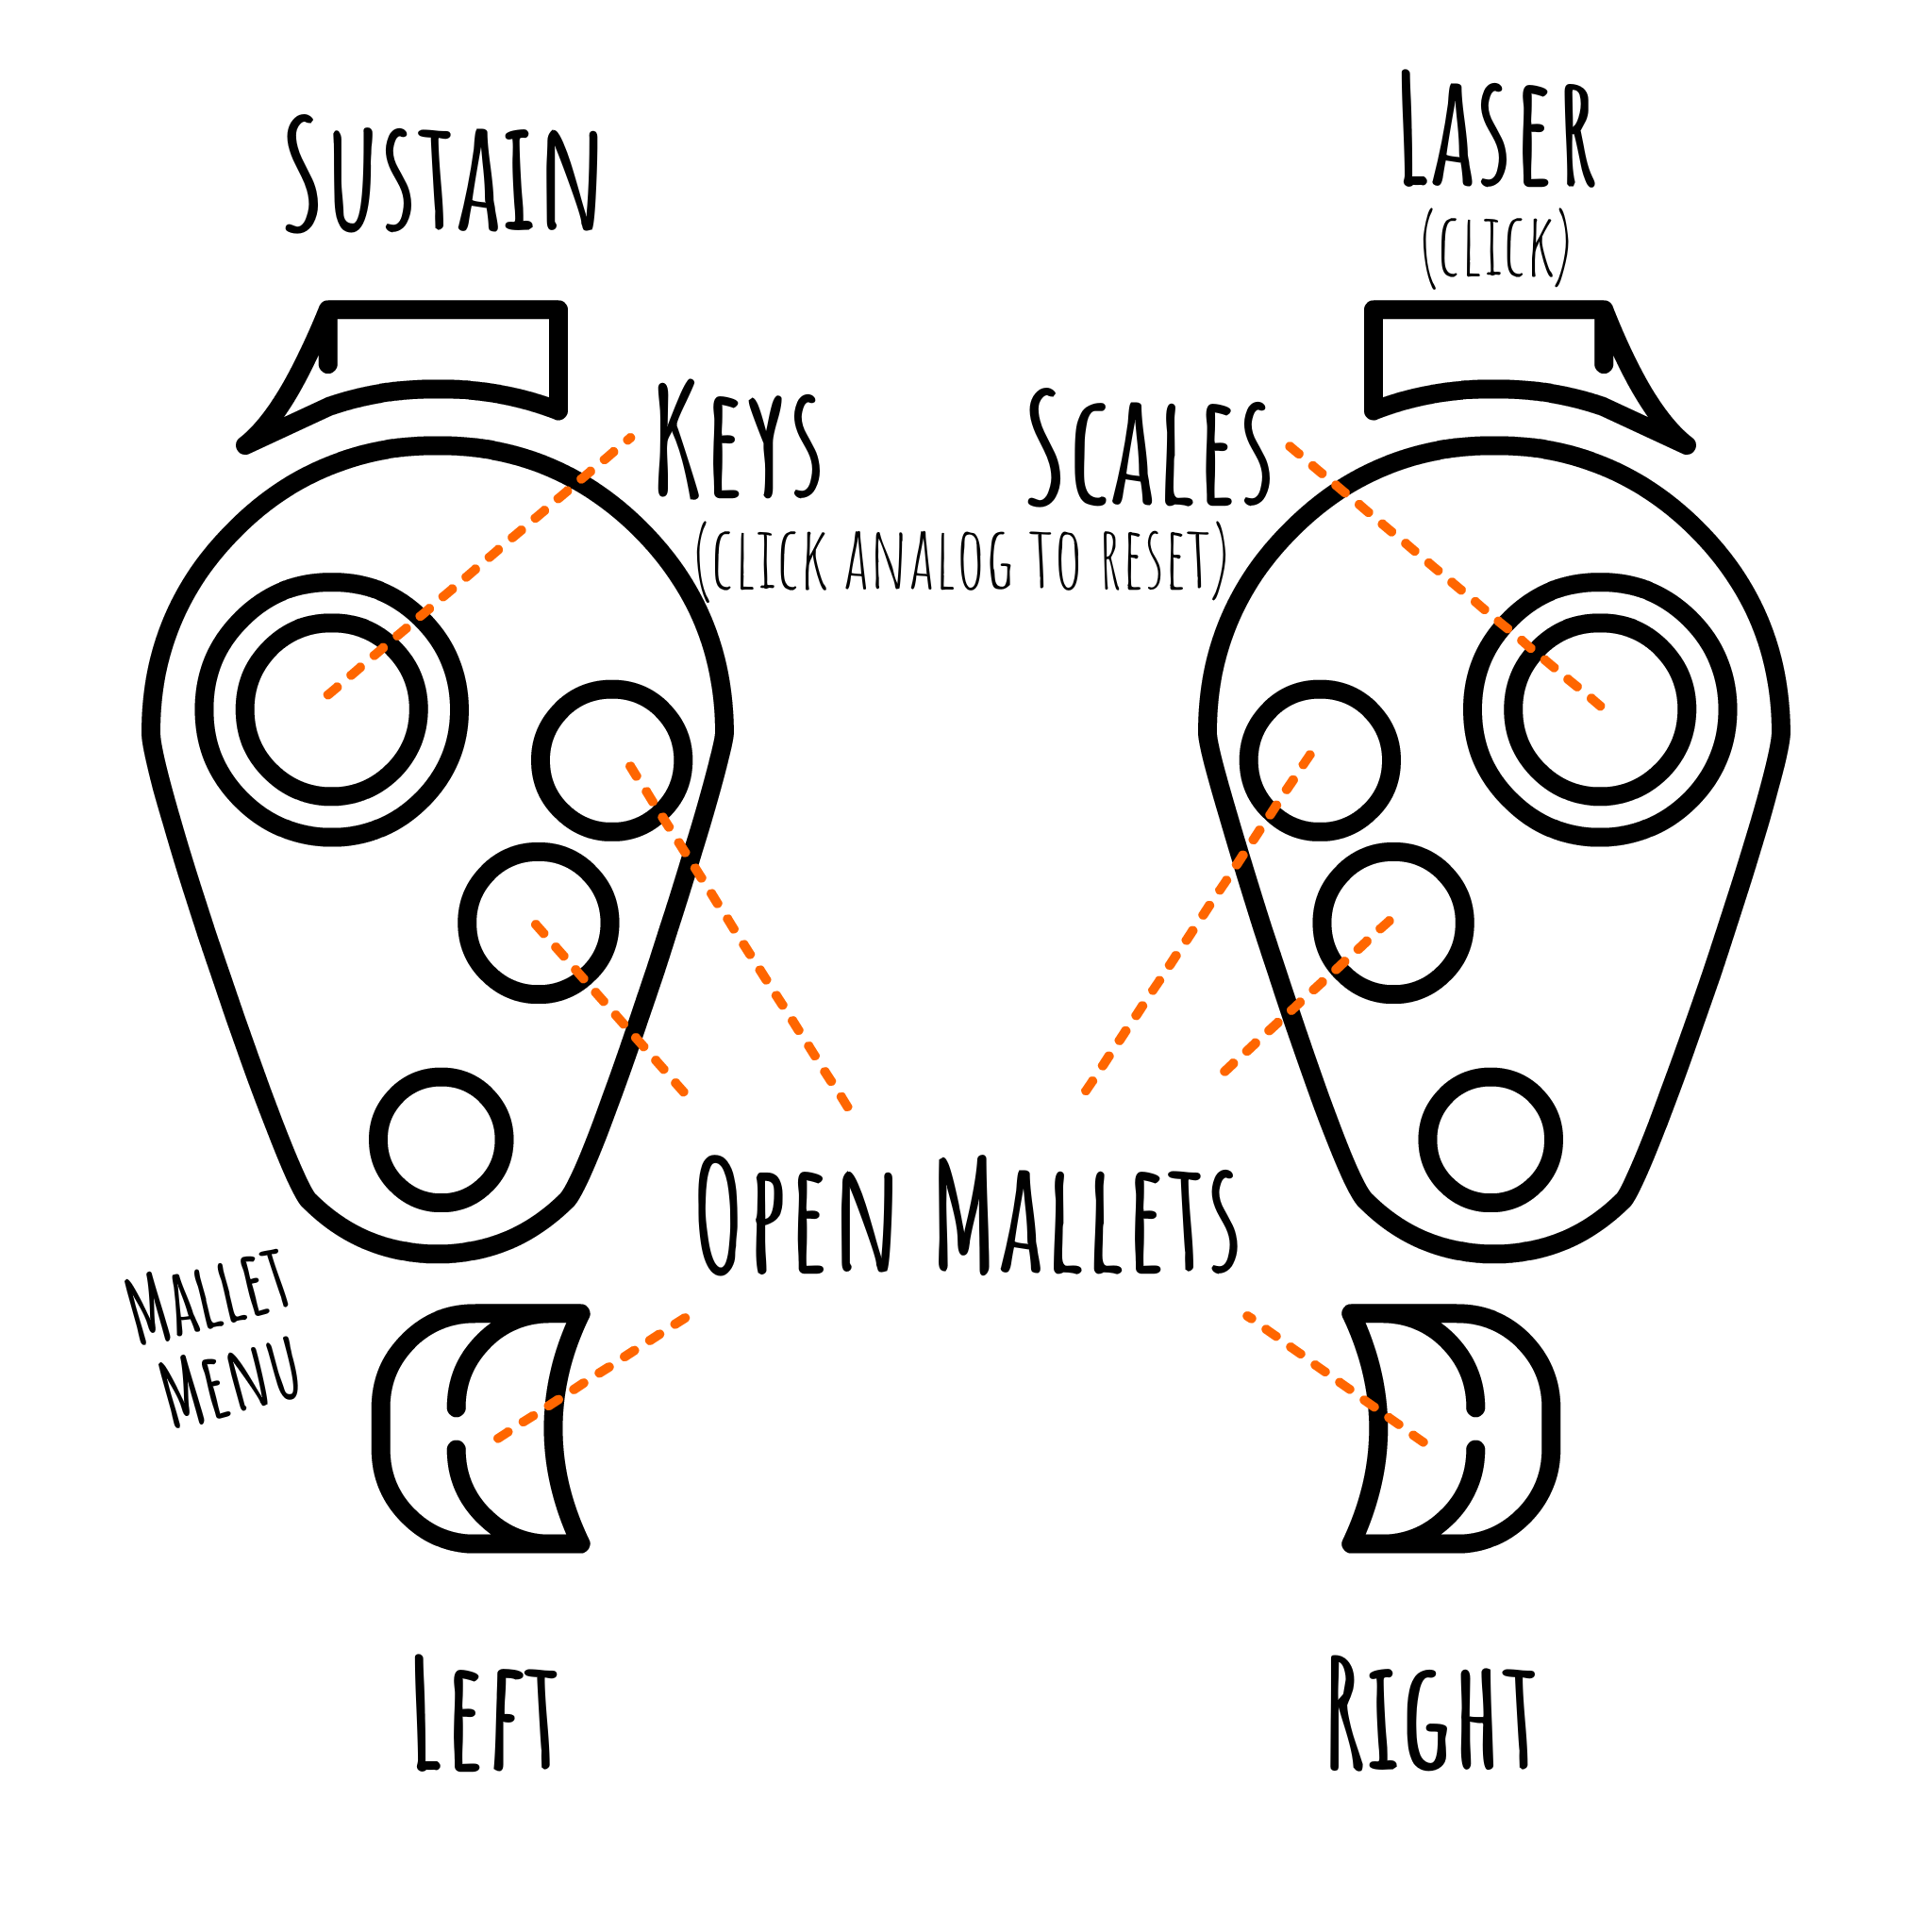 Sustain
Laser
(click)
Keys
Scales
(Click analog to reset)
Open Mallets
Mallet
Menu
Left
Right